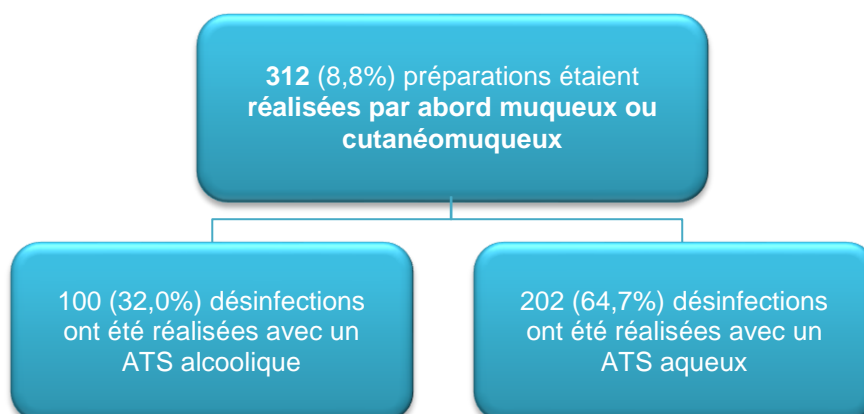 312 (8,8%) préparations étaient
réalisées par abord muqueux ou
cutanéomuqueux
100 (32,0%) désinfections
ont été réalisées avec un
ATS alcoolique
202 (64,7%) désinfections
ont été réalisées avec un
ATS aqueux